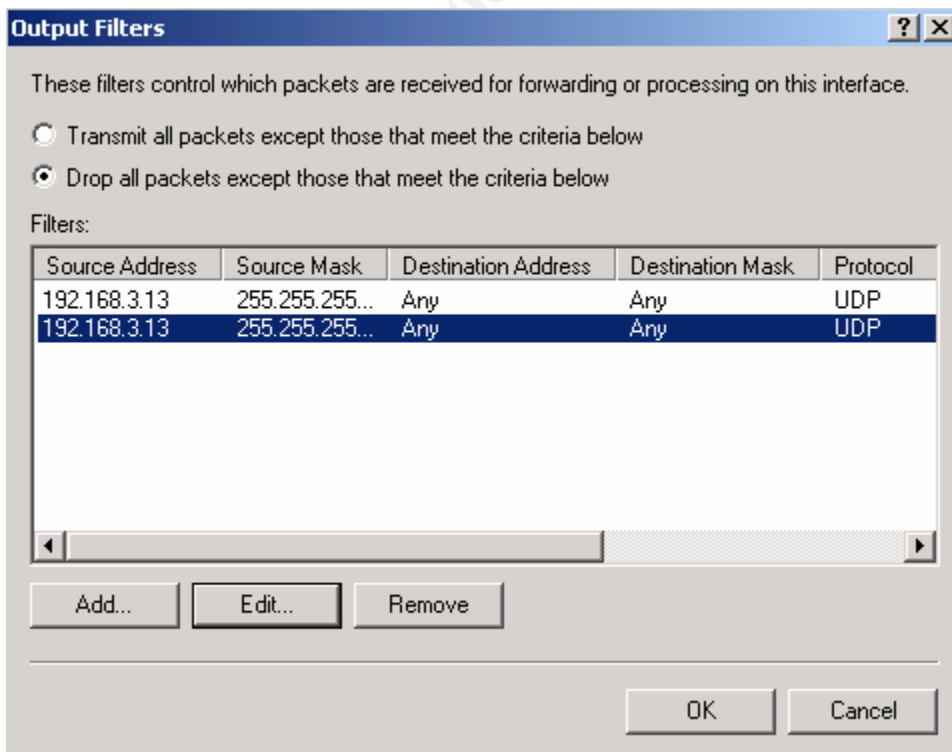 Output Filters
These filters control which packets are received for forwarding or processing on this interface.
Transmit all packets except those that meet the criteria below
Drop all packets except those that meet the criteria below
Filters:
Source Address Source Mask Destination Address Destination Mask Protocol
192.168.3.13 255.255.255... Any Any UDP
192.168.3.13 255.255.255... Any Any UDP
Add... Edit... Remove
OK Cancel